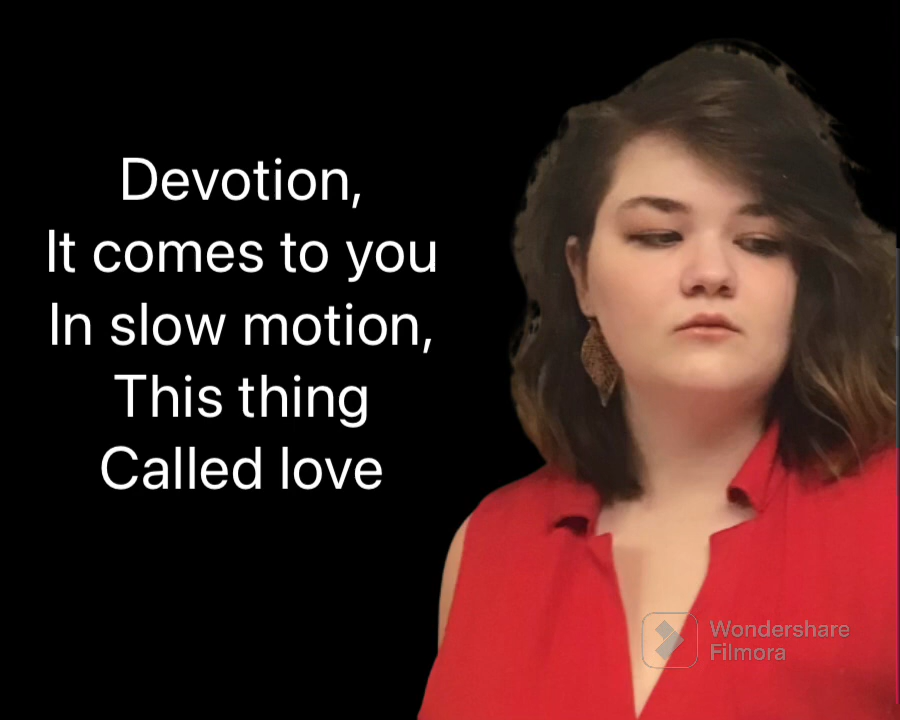 Devotion,
It comes to you
In slow motion,
This thing
Called love
Wondershare
Filmora